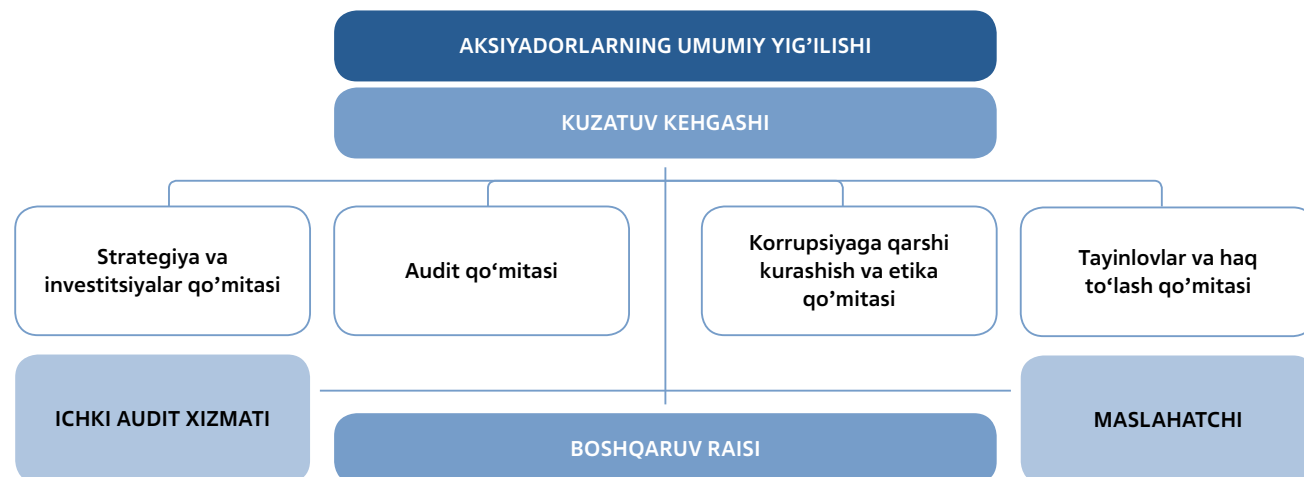 AKSIYADORLARNING UMUMIY YIG’ILISHI
KUZATUV KEHGASHI
Strategiya va
investitsiyalar qo’mitasi
Audit qo‘mitasi
Korrupsiyaga qarshi
kurashish va etika
qo’mitasi
Tayinlovlar va haq
to‘lash qo’mitasi
ICHKI AUDIT XIZMATI
MASLAHATCHI
BOSHQARUV RAISI